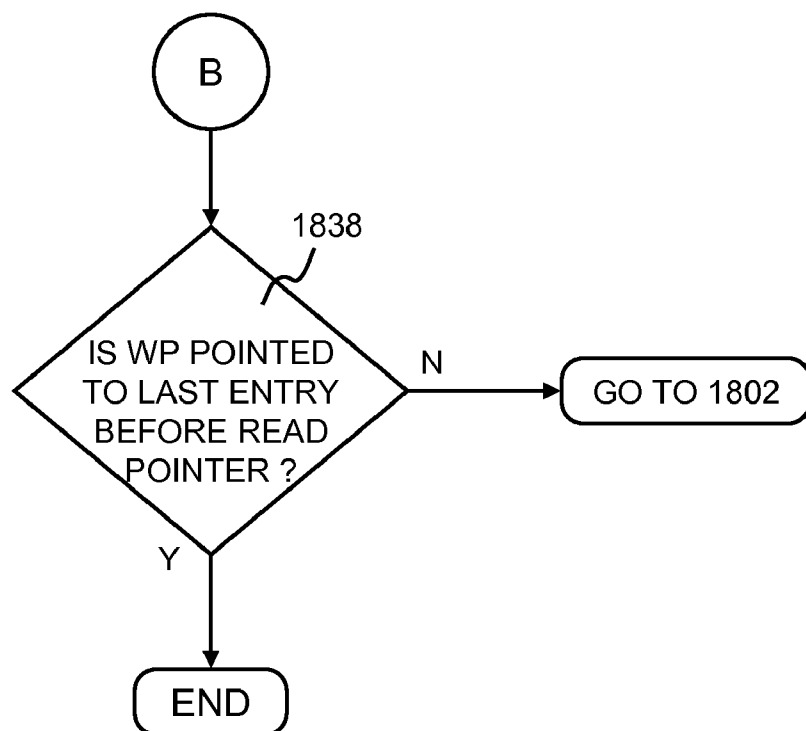 B
1838
IS WP POINTED
TO LAST ENTRY
BEFORE READ
POINTER ?
N
GO TO 1802
Y
END